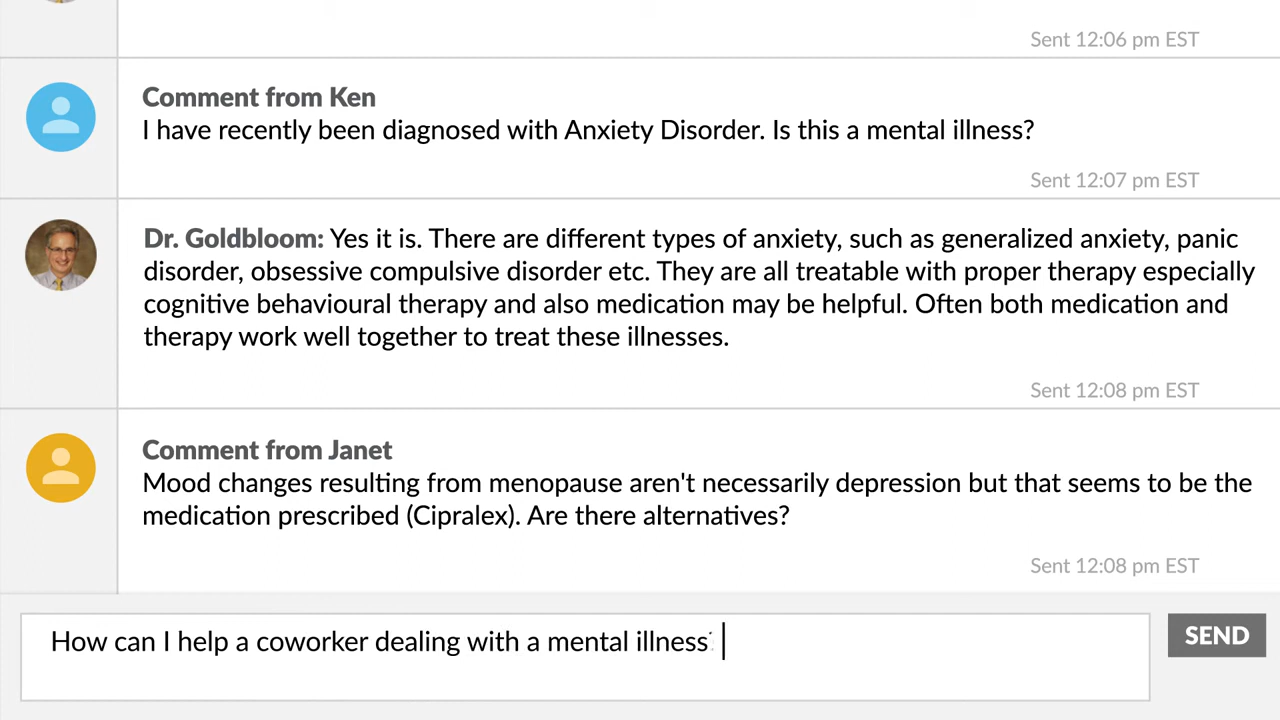 Sent 12:06 pm EST
Comment from Ken
I have recently been diagnosed with Anxiety Disorder. Is this a mental illness?
Sent 12:07 pm EST
Dr. Goldbloom: Yes it is. There are different types of anxiety, such as generalized anxiety, panic
disorder, obsessive compulsive disorder etc. They are all treatable with proper therapy especially
cognitive behavioural therapy and also medication may be helpful. Often both medication and
therapy work well together to treat these illnesses.
Sent 12:08 pm EST
Comment from Janet
Mood changes resulting from menopause aren't necessarily depression but that seems to be the
medication prescribed (Cipralex). Are there alternatives?
Sent 12:08 pm EST
How can I help a coworker dealing with a mental illness
SEND